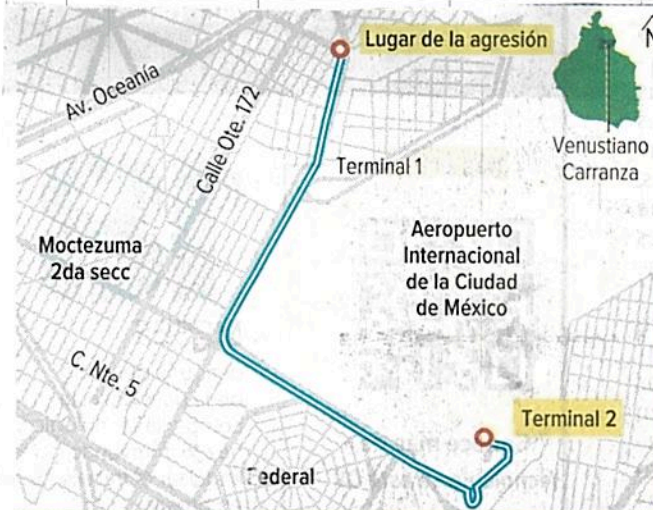 Lugar de la agresión
N
Av. Oceanía
Calle Ote. 172
Venustiano
Carranza
Terminal 1
Moctezuma
2da secc
Aeropuerto
Internacional
de la Ciudad
de México
C. Nte. 5
Terminal 2
Federal